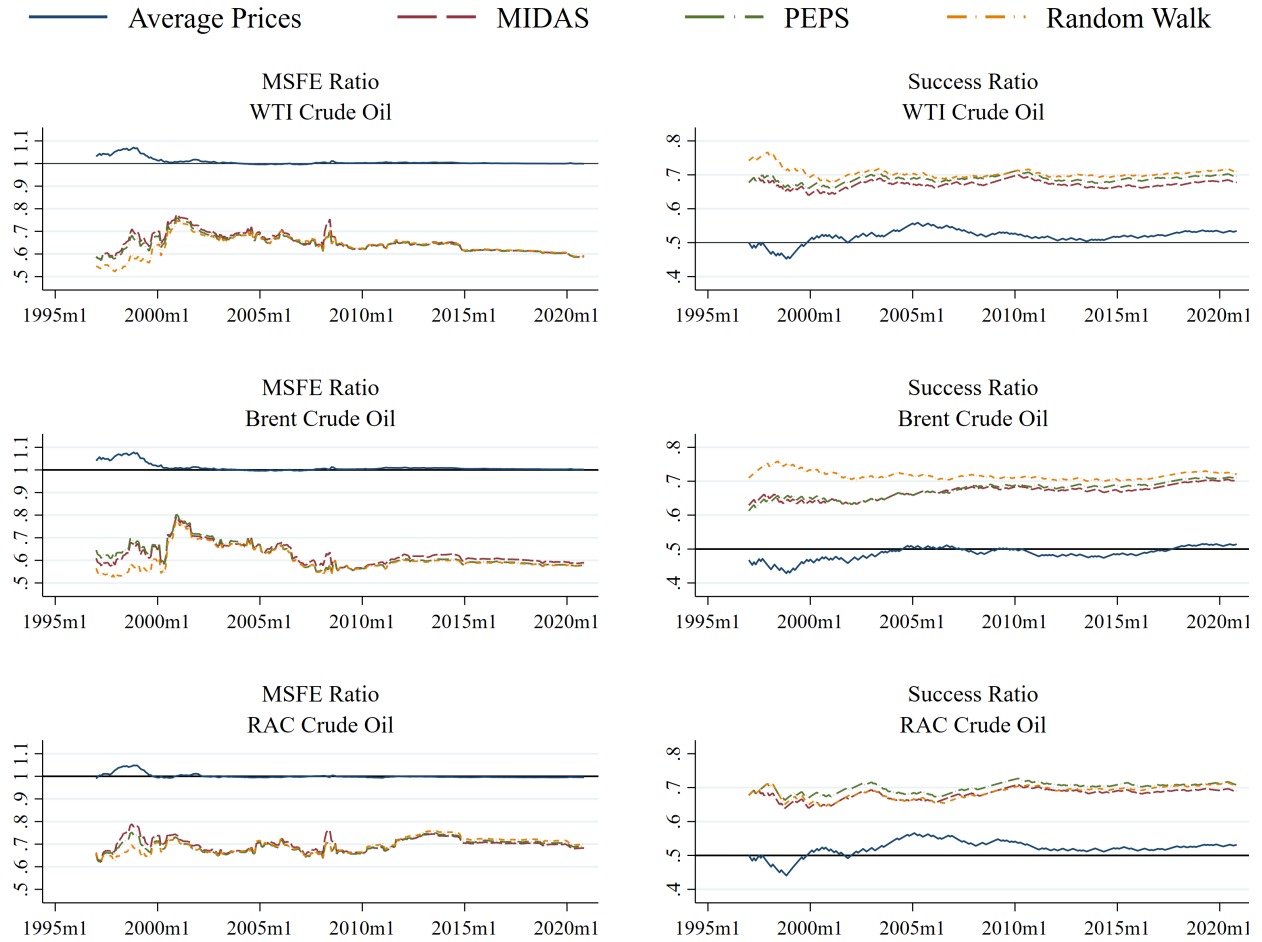 Average Prices MIDAS PEPS Random Walk
MSFE Ratio
WTI Crude Oil
1.1
1
.9
.8
.7
.6
.5
1995m1 2000m1 2005m1 2010m1 2015m1 2020m1
Success Ratio
WTI Crude Oil
.8
.7
.6
.5
.4
1995m1 2000m1 2005m1 2010m1 2015m1 2020m1
MSFE Ratio
Brent Crude Oil
1.1
1
.9
.8
.7
.6
.5
1995m1 2000m1 2005m1 2010m1 2015m1 2020m1
Success Ratio
Brent Crude Oil
.8
.7
.6
.5
.4
1995m1 2000m1 2005m1 2010m1 2015m1 2020m1
MSFE Ratio
RAC Crude Oil
1.1
1
.9
.8
.7
.6
.5
1995m1 2000m1 2005m1 2010m1 2015m1 2020m1
Success Ratio
RAC Crude Oil
.8
.7
.6
.5
.4
1995m1 2000m1 2005m1 2010m1 2015m1 2020m1